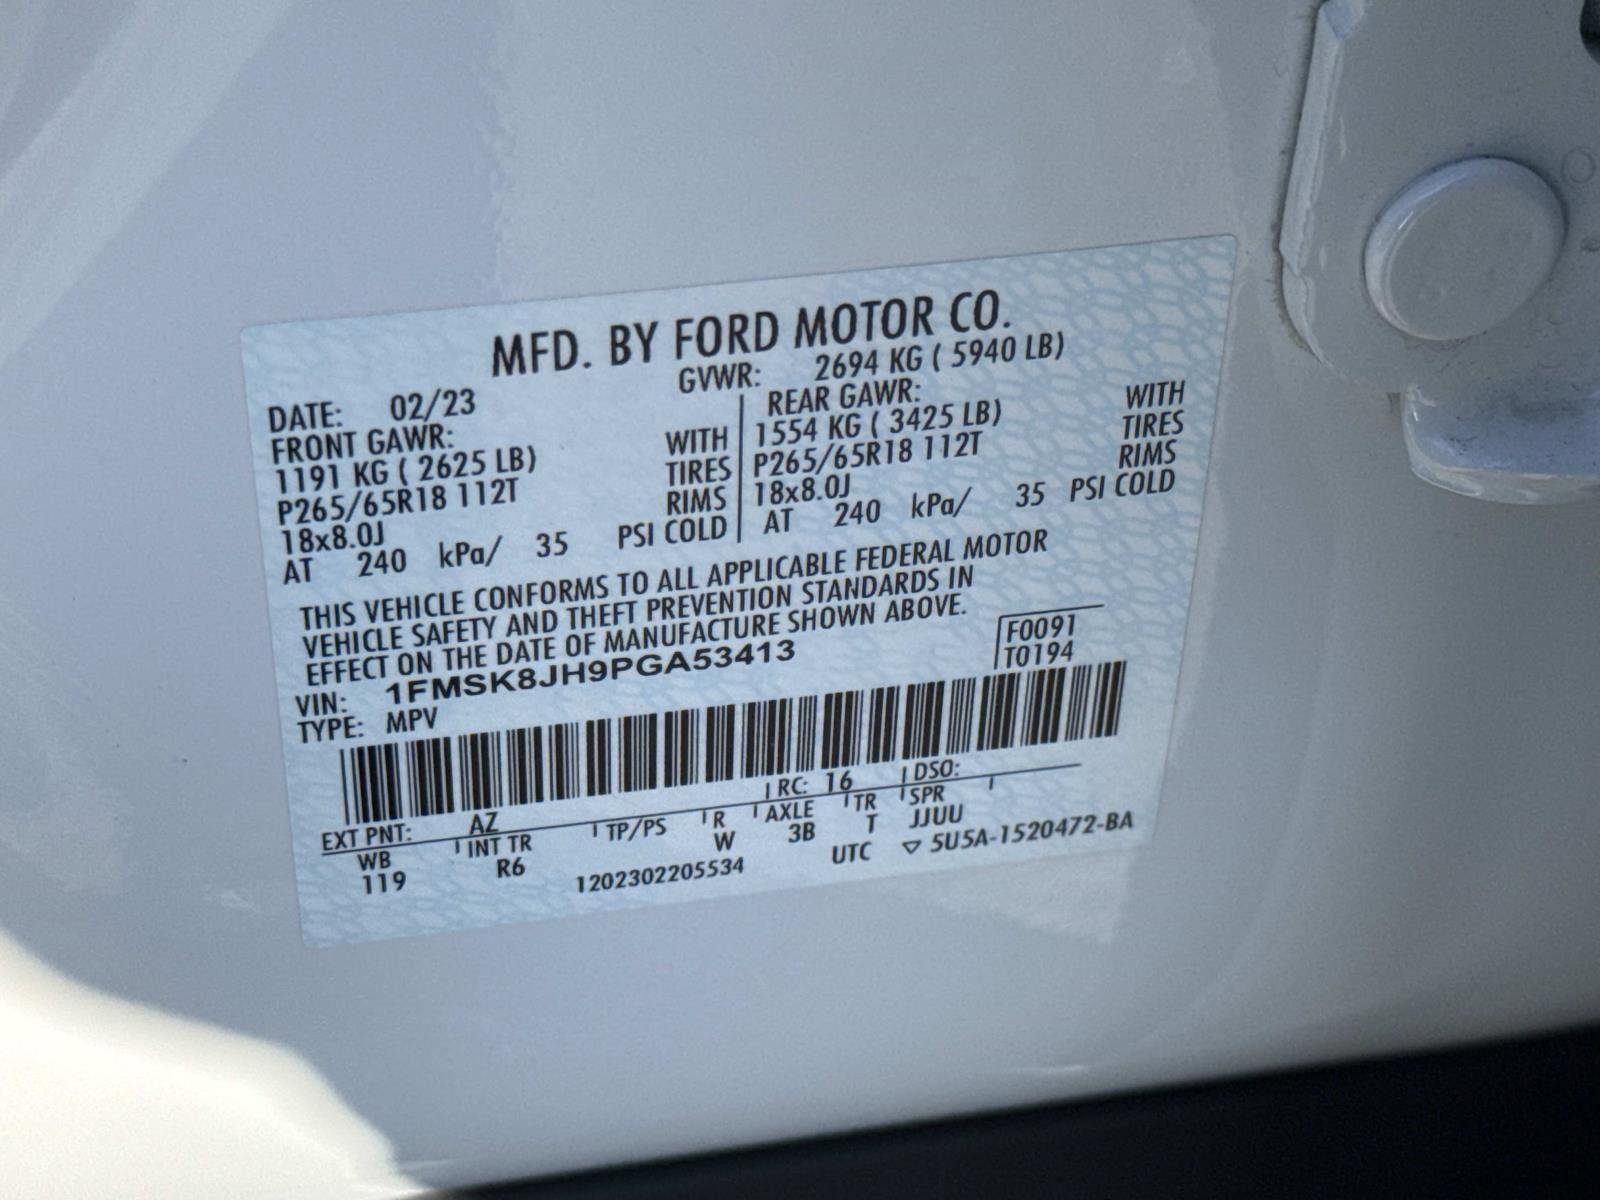 MFD. BY FORD MOTOR CO.
DATE: 02/23 GVWR: 2694 KG ( 5940 LB)
FRONT GAWR: REAR GAWR:
1191 KG ( 2625 LB) WITH 1554 KG ( 3425 LB) WITH
P265/65R18 112T TIRES P265/65R18 112T TIRES
18x8.0J RIMS 18x8.0J RIMS
AT 240 kPa/ 35 PSI COLD AT 240 kPa/ 35 PSI COLD
THIS VEHICLE CONFORMS TO ALL APPLICABLE FEDERAL MOTOR
VEHICLE SAFETY AND THEFT PREVENTION STANDARDS IN
EFFECT ON THE DATE OF MANUFACTURE SHOWN ABOVE.
VIN: 1FMSK8JH9PGA53413 F0091
TYPE: MPV T0194
EXT PNT: AZ RC: 16 DSO:
WB INT TR TP/PS R AXLE TR SPR
119 R6 W 3B T JJUU
1202302205534 UTC ▽ 5U5A-1520472-BA